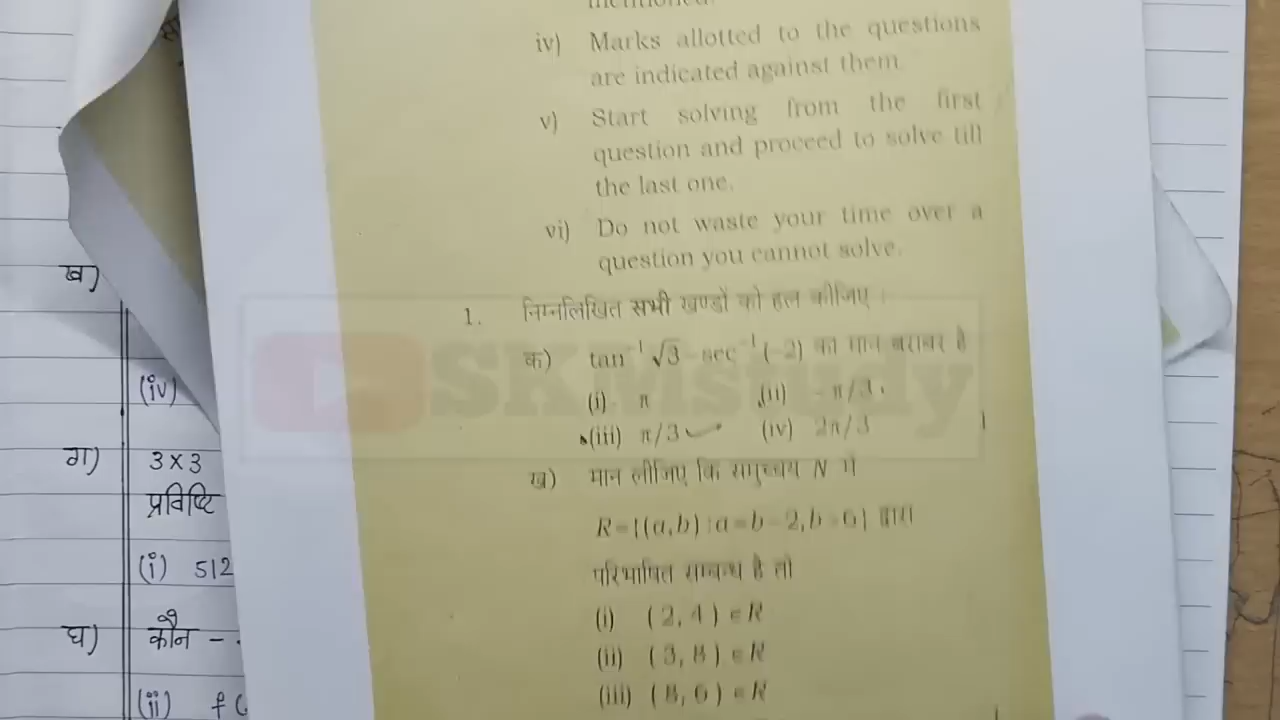 iv) Marks allotted to the questions
are indicated against them
v) Start solving from the first
question and proceed to solve till
the last one.
vi) Do not waste your time over a
question you cannot solve.
1. निम्नलिखित सभी खण्डों को हल कीजिए :
क) tan⁻¹ √3 - sec⁻¹ (-2) का मान बराबर है
(i) π (ii) - π/3
(iii) π/3 (iv) 2π/3 1
ख) मान लीजिए कि समुच्चय N में
R={(a,b) : a=b-2, b>6} द्वारा
परिभाषित सम्बन्ध है तो
(i) (2,4) ∈ R
(ii) (3,8) ∈ R
(iii) (8,6) ∈ R
SKMstudy
ख)
(iv)
ग) 3×3
प्रविष्टि
(i) 512
घ) कौन -
(ii)